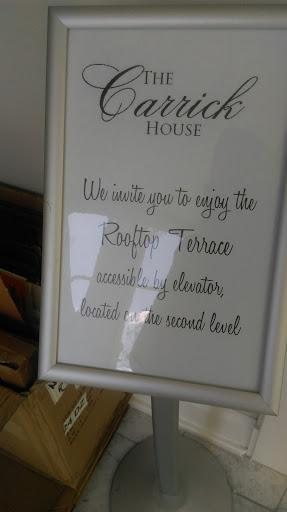 THE
Carrick
HOUSE
We invite you to enjoy the
Rooftop Terrace
accessible by elevator,
located on the second level